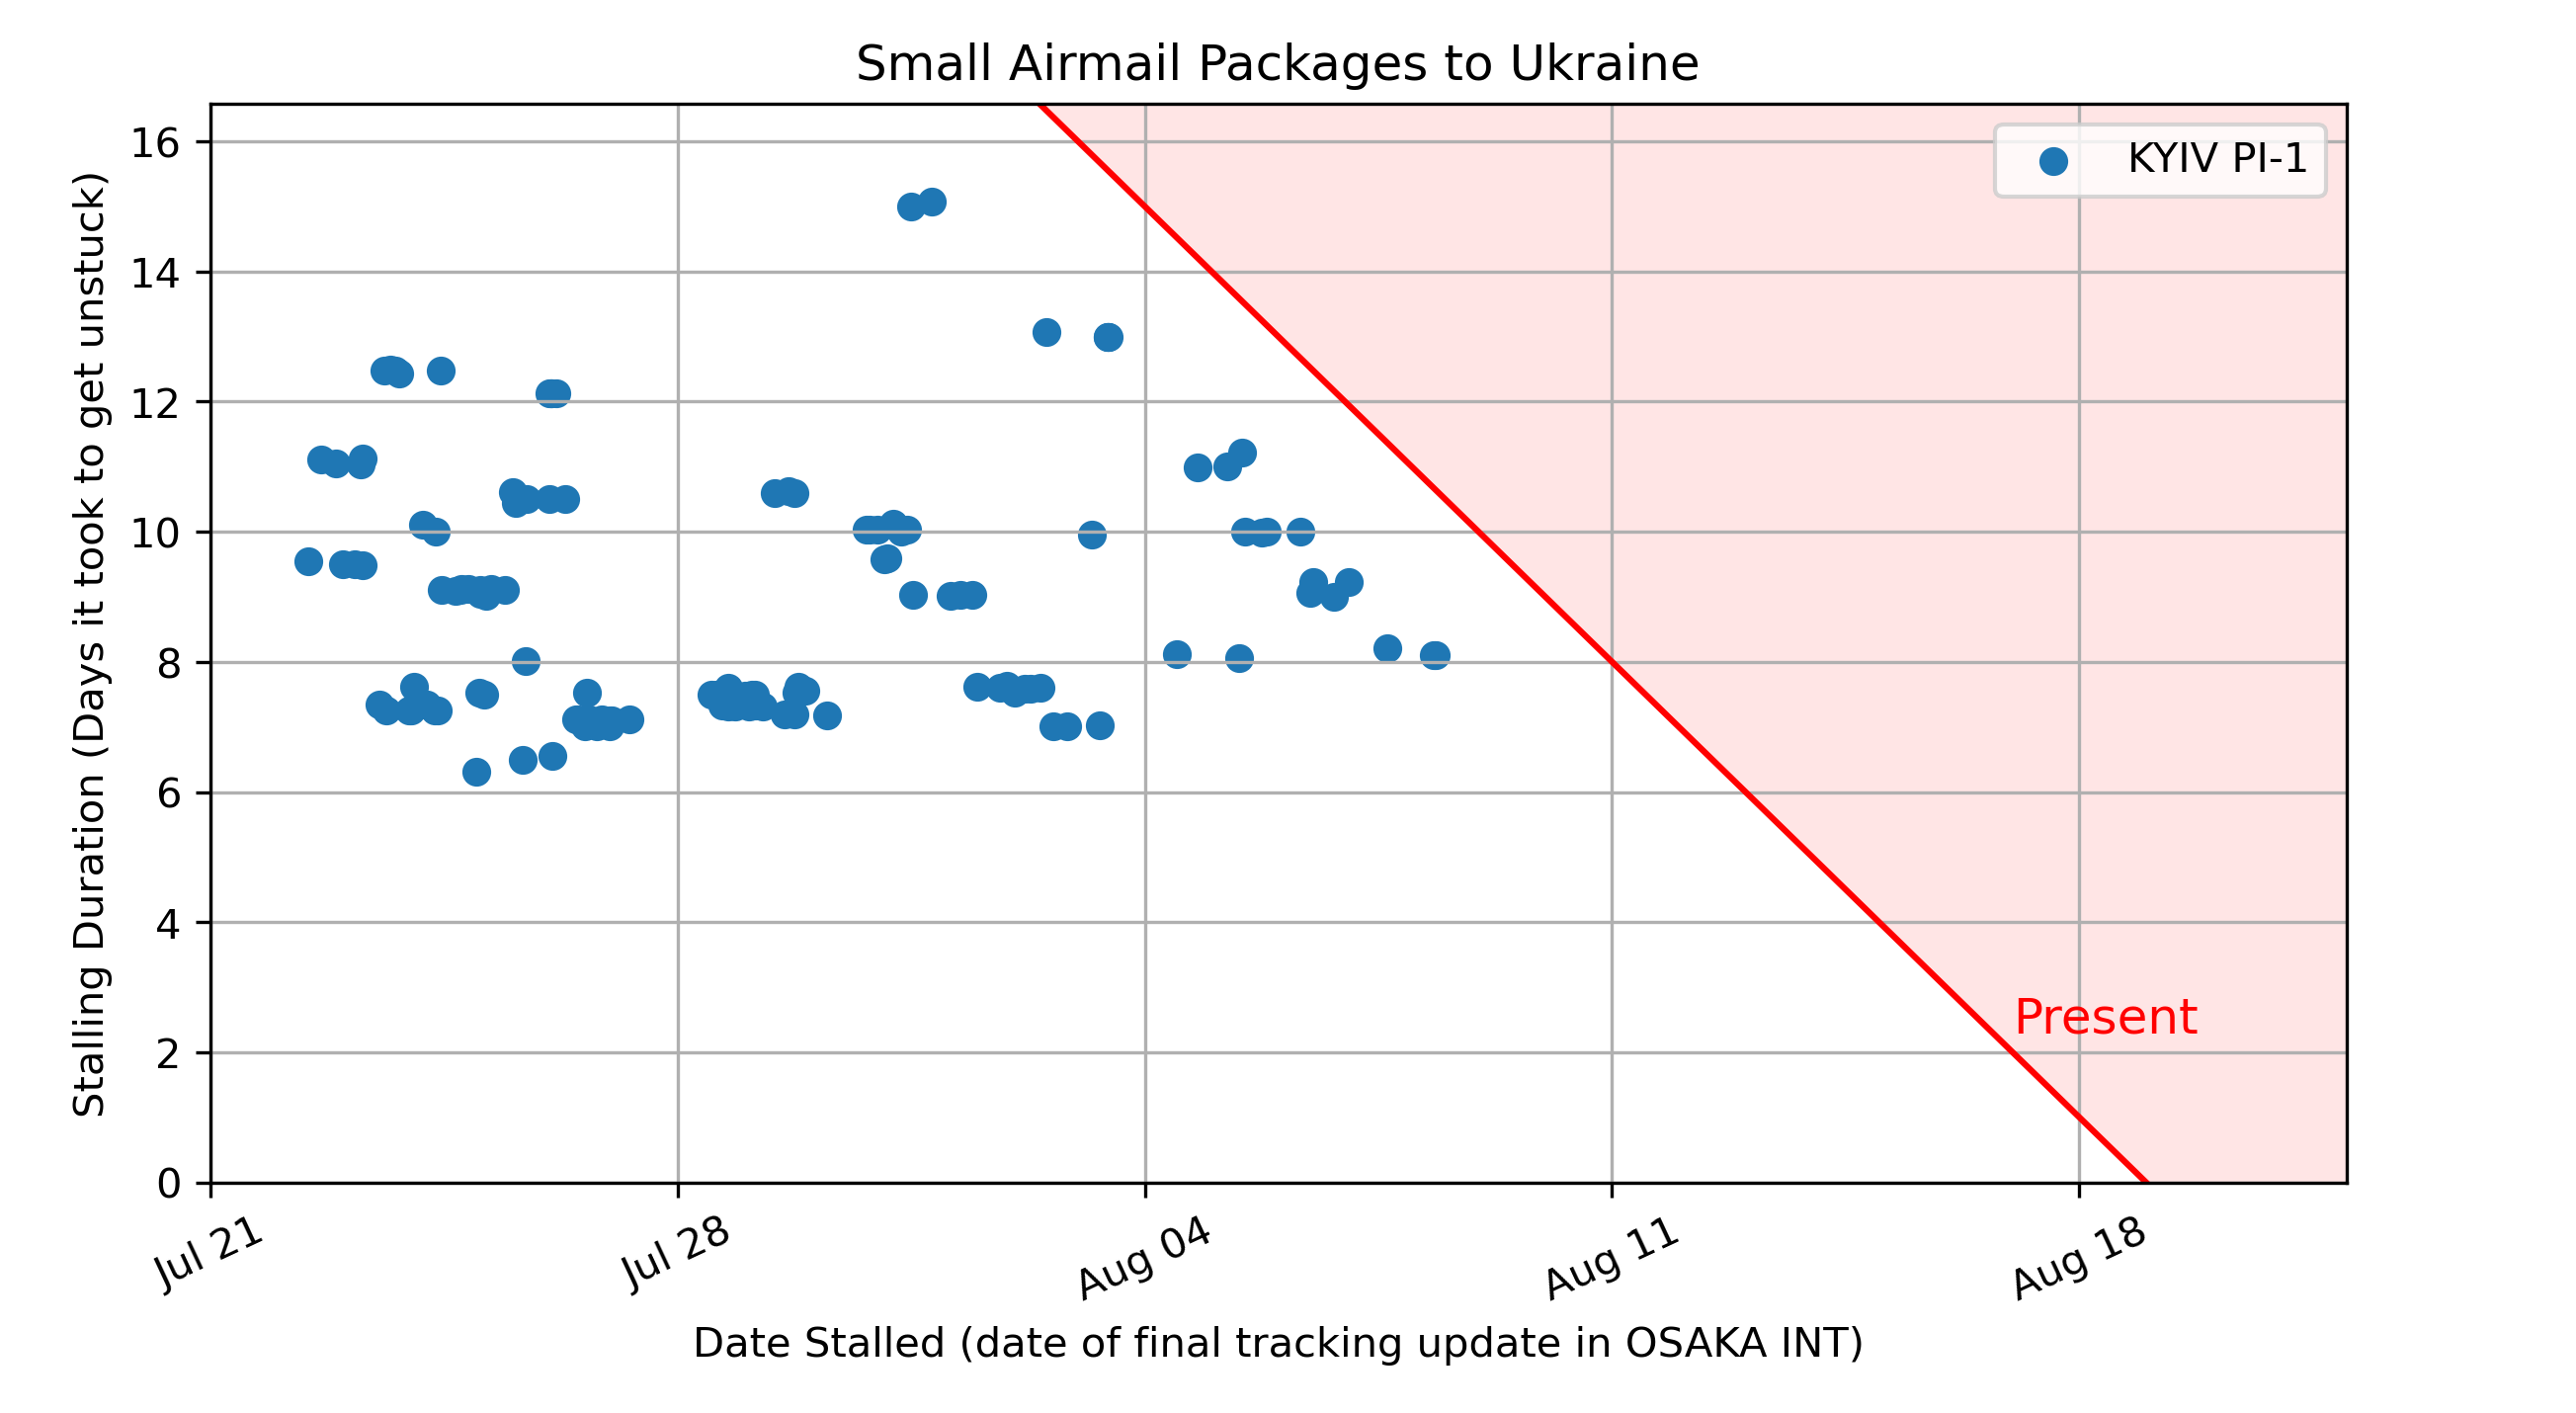 Small Airmail Packages to Ukraine
KYIV PI-1
Stalling Duration (Days it took to get unstuck)
16
14
12
10
8
6
4
2
0
Present
Jul 21
Jul 28
Aug 04
Aug 11
Aug 18
Date Stalled (date of final tracking update in OSAKA INT)